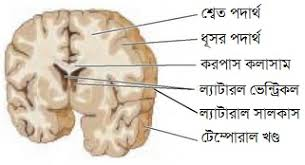 শ্বেত পদার্থ
ধূসর পদার্থ
করপাস কলাসাম
ল্যাটারল ভেন্ট্রিকল
ল্যাটারাল সালকাস
টেম্পোরাল খণ্ড